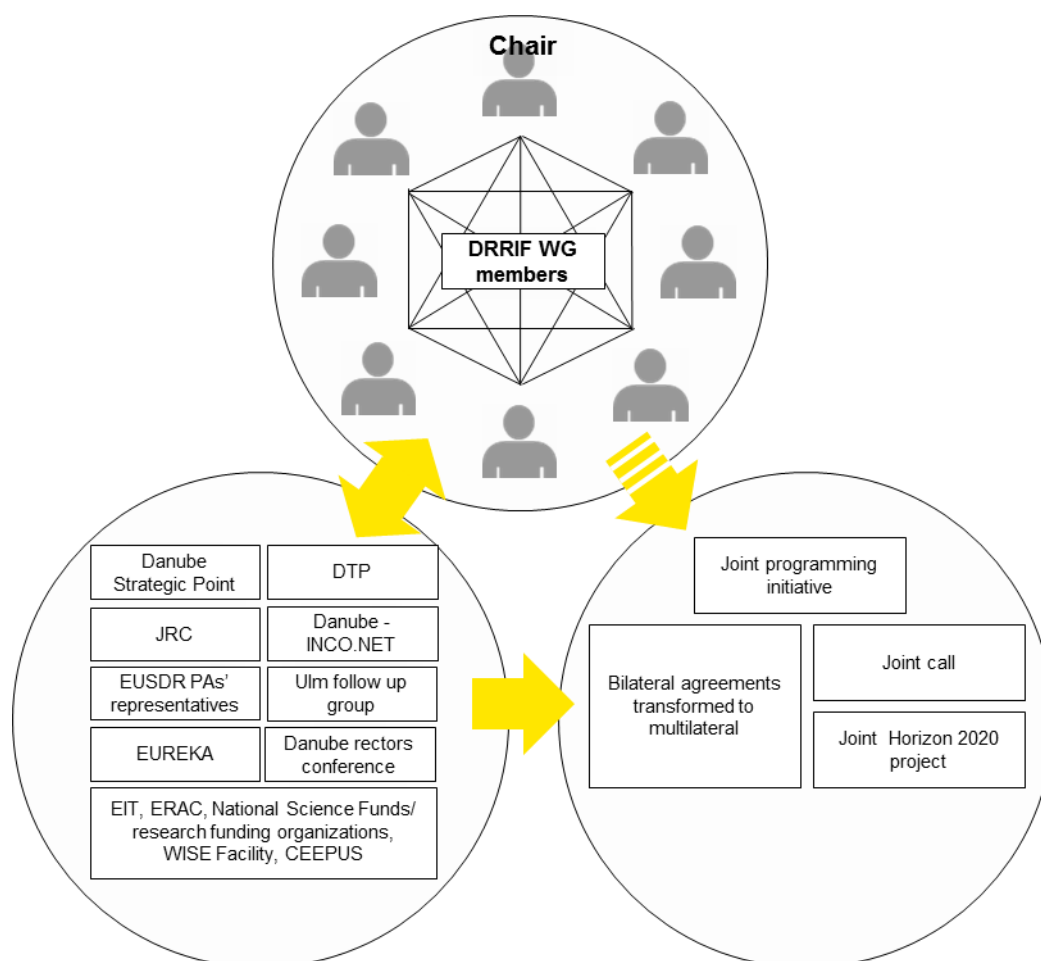 Chair
DRRIF WG
members
Danube
Strategic Point
DTP
JRC
Danube -
INCO.NET
EUSDR PAs'
representatives
Ulm follow up
group
EUREKA
Danube rectors
conference
EIT, ERAC, National Science Funds/
research funding organizations,
WISE Facility, CEEPUS
Joint programming
initiative
Bilateral agreements
transformed to
multilateral
Joint call
Joint Horizon 2020
project